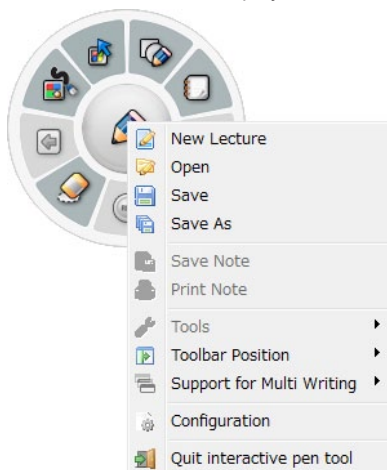 New Lecture
Open
Save
Save As
Save Note
Print Note
Tools
Toolbar Position
Support for Multi Writing
Configuration
Quit interactive pen tool